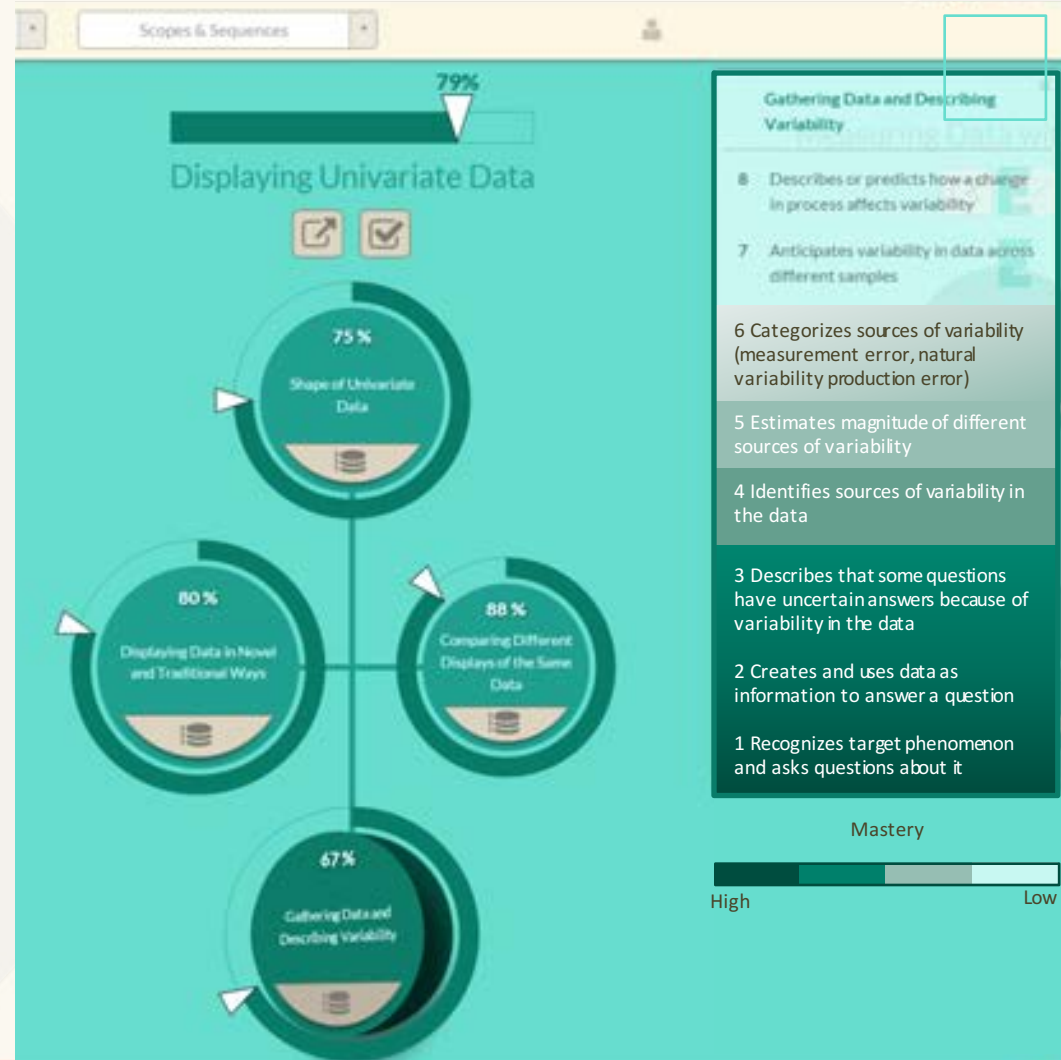 Scopes & Sequences
79%
Displaying Univariate Data
75%
Shape of Univariate
Data
80%
Displaying Data in Novel
and Traditional Ways
88%
Comparing Different
Displays of the Same
Data
67%
Gathering Data and
Describing Variability
Gathering Data and Describing
Variability
Measuring Data
8 Describes or predicts how a change
in process affects variability
7 Anticipates variability in data across
different samples
6 Categorizes sources of variability
(measurement error, natural
variability production error)
5 Estimates magnitude of different
sources of variability
4 Identifies sources of variability in
the data
3 Describes that some questions
have uncertain answers because of
variability in the data
2 Creates and uses data as
information to answer a question
1 Recognizes target phenomenon
and asks questions about it
Mastery
High
Low